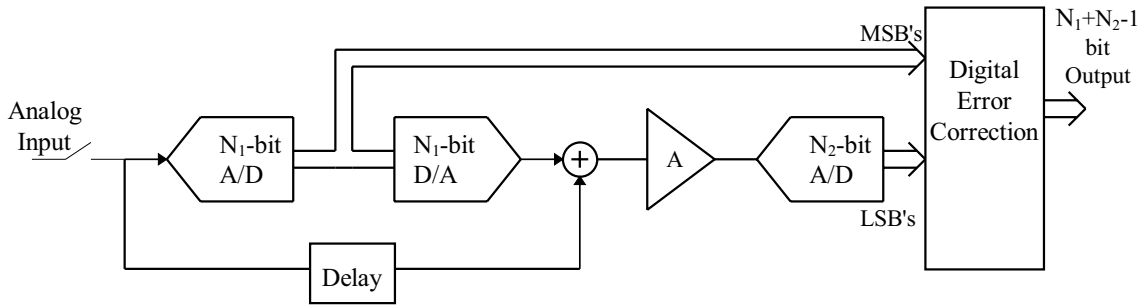 Analog
Input
N₁-bit
A/D
N₁-bit
D/A
+
A
N₂-bit
A/D
Delay
MSB's
LSB's
Digital
Error
Correction
N₁+N₂-1
bit
Output